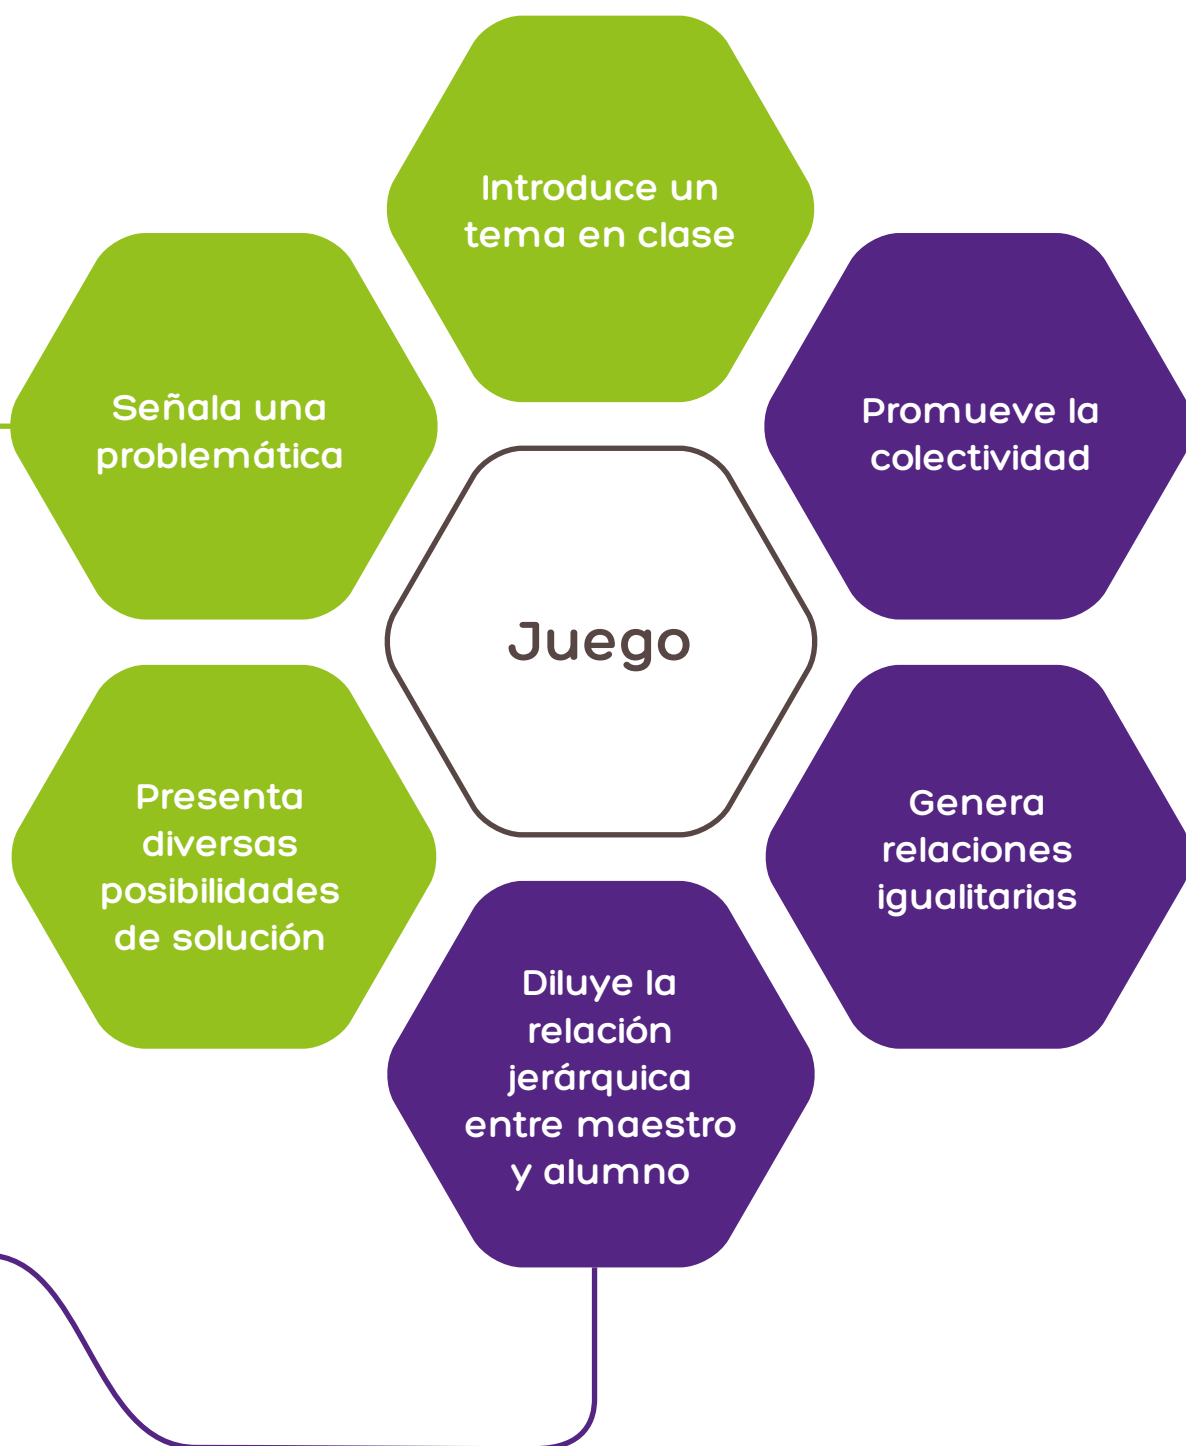 Introduce un
tema en clase
Señala una
problemática
Promueve la
colectividad
Juego
Presenta
diversas
posibilidades
de solución
Genera
relaciones
igualitarias
Diluye la
relación
jerárquica
entre maestro
y alumno